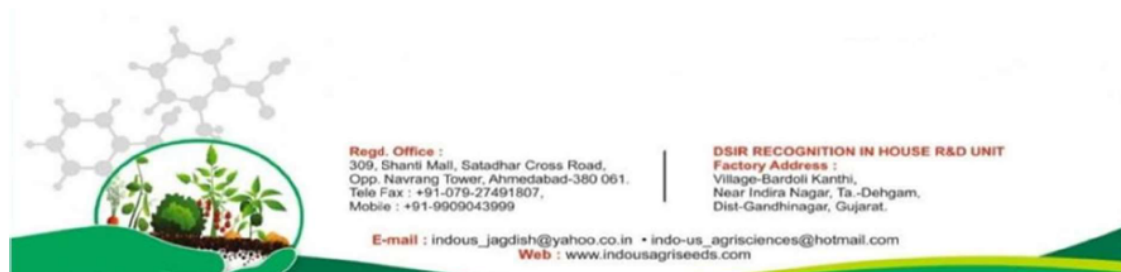 Regd. Office :
309, Shanti Mall, Satadhar Cross Road,
Opp. Navrang Tower, Ahmedabad-380 061.
Tele Fax : +91-079-27491807,
Mobile : +91-9909043999
DSIR RECOGNITION IN HOUSE R&D UNIT
Factory Address :
Village-Bardoli Kanthi,
Near Indira Nagar, Ta.-Dehgam,
Dist-Gandhinagar, Gujarat.
E-mail : indous_jagdish@yahoo.co.in • indo-us_agrisciences@hotmail.com
Web : www.indousagriseeds.com